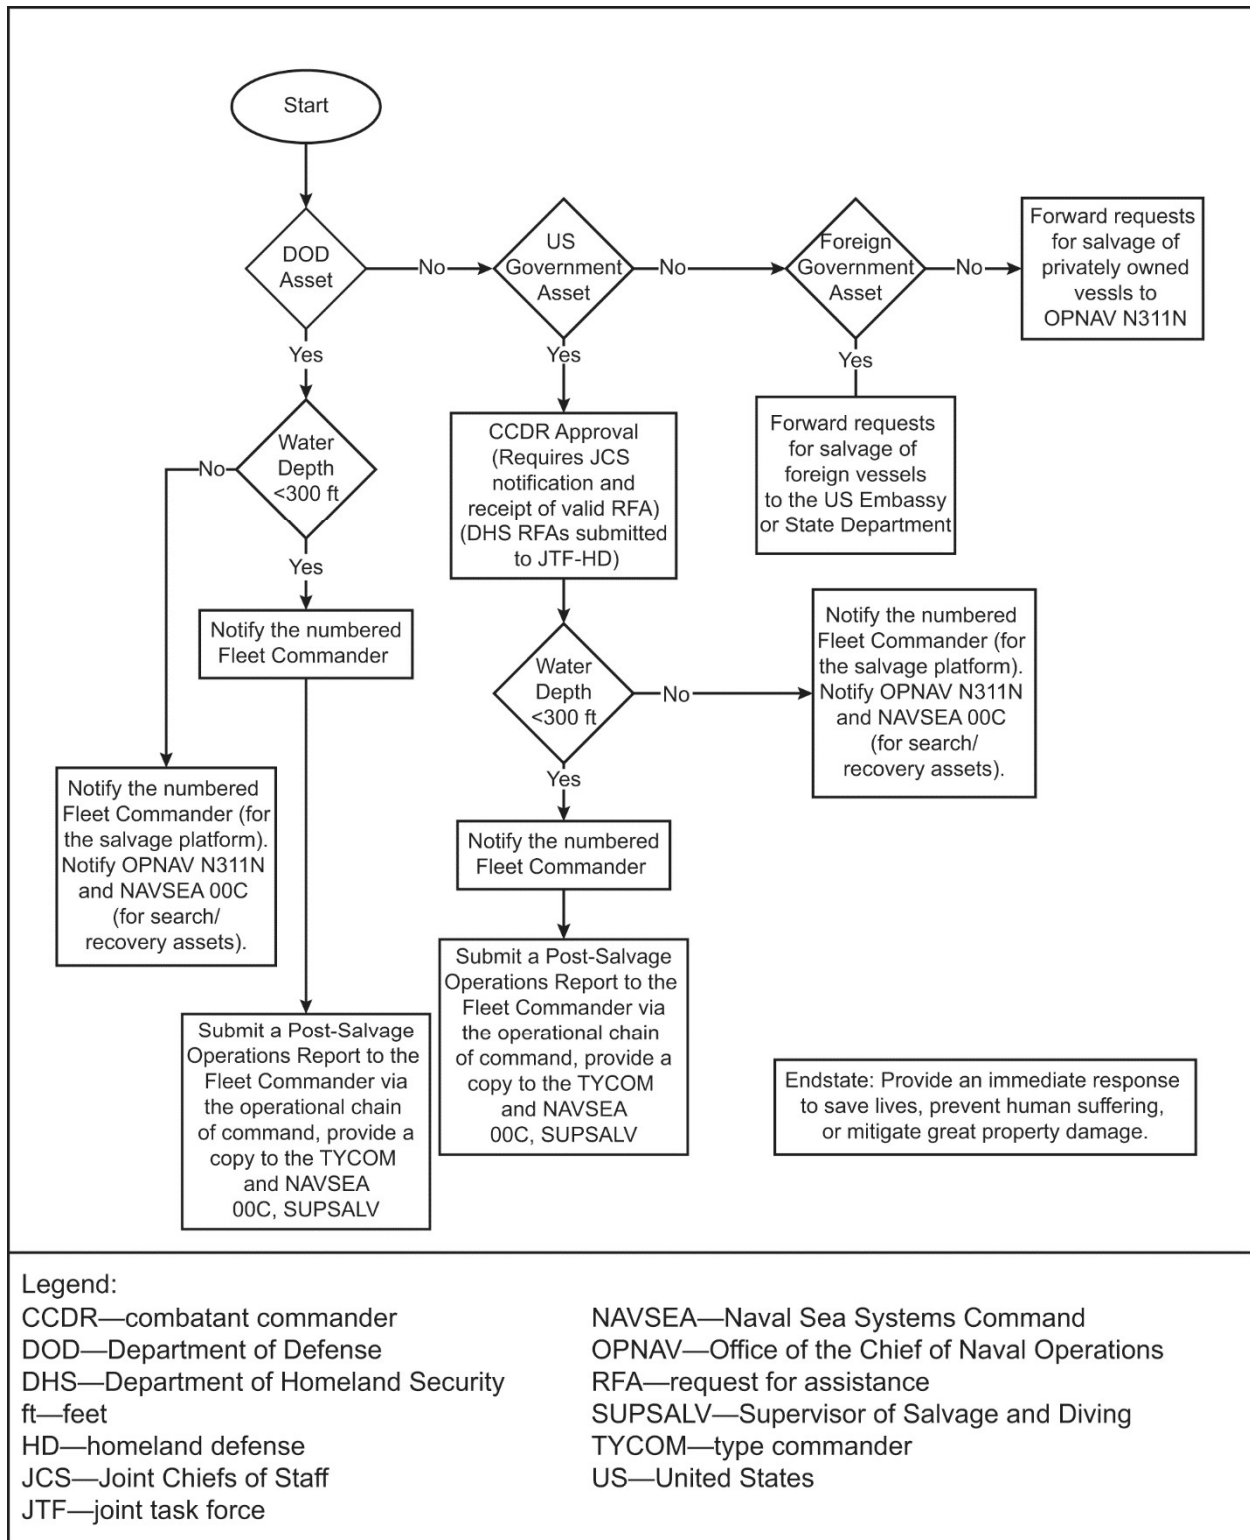 Start
DOD
Asset
No
US
Government
Asset
No
Foreign
Government
Asset
No
Forward requests
for salvage of
privately owned
vessls to
OPNAV N311N
Yes
Yes
Yes
Water
Depth
<300 ft
No
CCDR Approval
(Requires JCS
notification and
receipt of valid RFA)
(DHS RFAs submitted
to JTF-HD)
Forward requests
for salvage of
foreign vessels
to the US Embassy
or State Department
Yes
Notify the numbered
Fleet Commander
Water
Depth
<300 ft
No
Notify the numbered
Fleet Commander (for
the salvage platform).
Notify OPNAV N311N
and NAVSEA 00C
(for search/
recovery assets).
Notify the numbered
Fleet Commander (for
the salvage platform).
Notify OPNAV N311N
and NAVSEA 00C
(for search/
recovery assets).
Yes
Notify the numbered
Fleet Commander
Submit a Post-Salvage
Operations Report to the
Fleet Commander via
the operational chain
of command, provide a
copy to the TYCOM
and NAVSEA
00C, SUPSALV
Submit a Post-Salvage
Operations Report to the
Fleet Commander via
the operational chain
of command, provide a
copy to the TYCOM
and NAVSEA
00C, SUPSALV
Endstate: Provide an immediate response
to save lives, prevent human suffering,
or mitigate great property damage.
Legend:
CCDR—combatant commander
DOD—Department of Defense
DHS—Department of Homeland Security
ft—feet
HD—homeland defense
JCS—Joint Chiefs of Staff
JTF—joint task force
NAVSEA—Naval Sea Systems Command
OPNAV—Office of the Chief of Naval Operations
RFA—request for assistance
SUPSALV—Supervisor of Salvage and Diving
TYCOM—type commander
US—United States